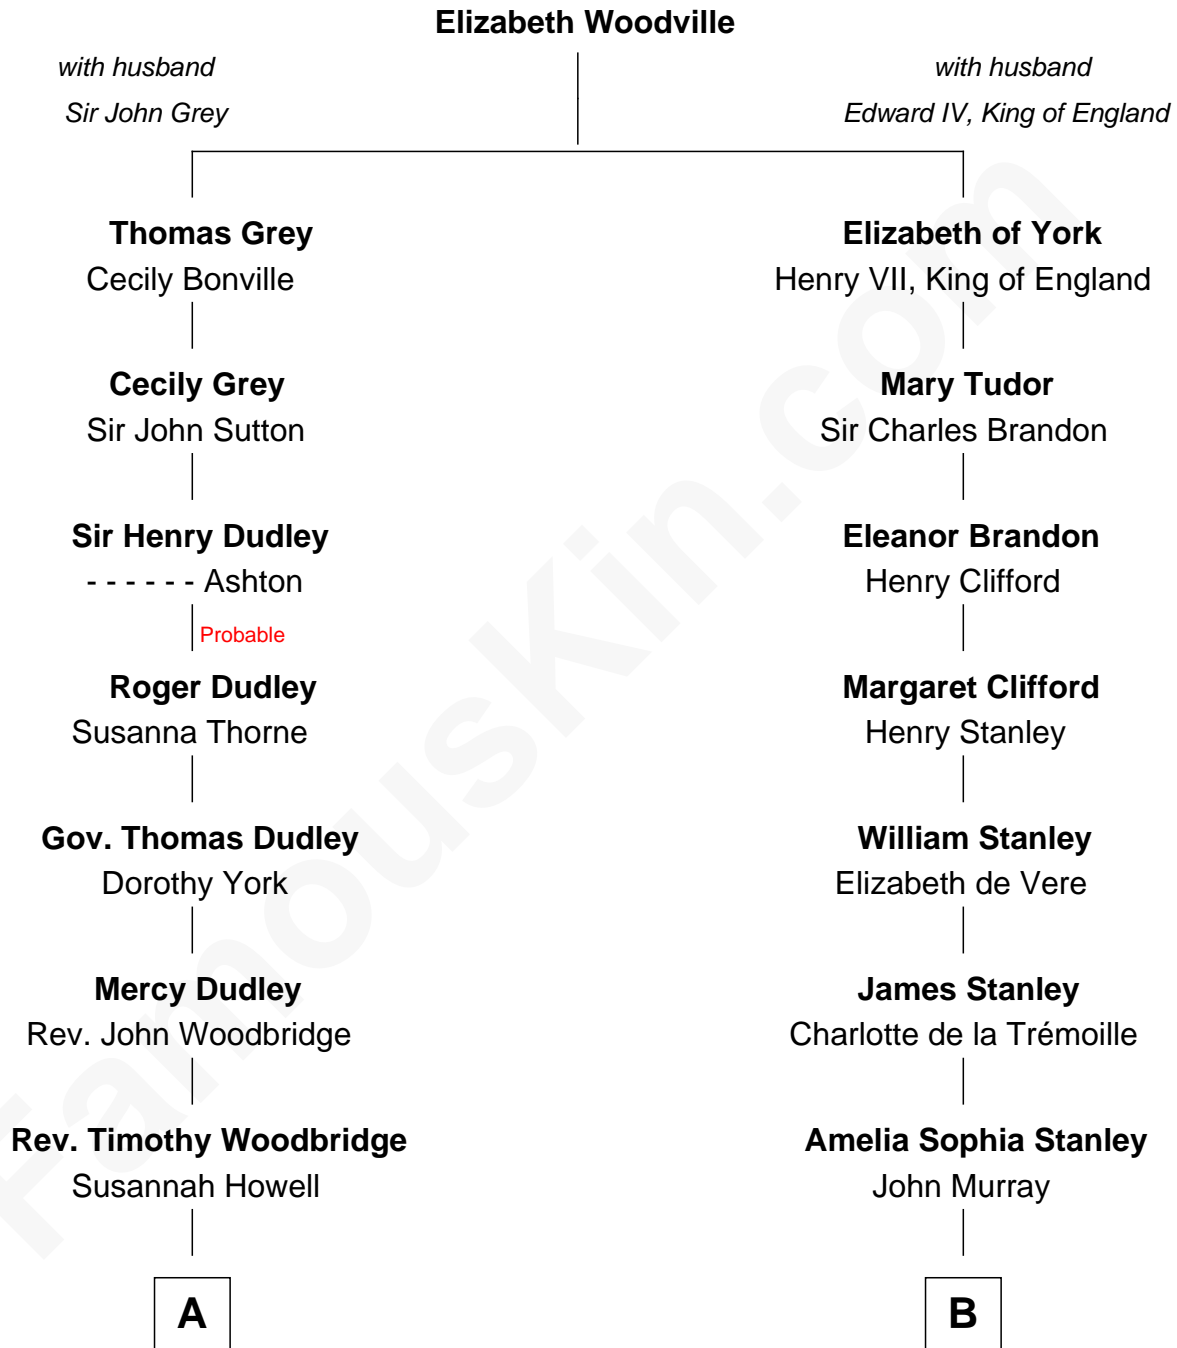 Elizabeth Woodville
with husband
Sir John Grey
with husband
Edward IV, King of England
Thomas Grey
Cecily Bonville
Elizabeth of York
Henry VII, King of England
Cecily Grey
Sir John Sutton
Mary Tudor
Sir Charles Brandon
Sir Henry Dudley
- - - - - - Ashton
Probable
Eleanor Brandon
Henry Clifford
Roger Dudley
Susanna Thorne
Margaret Clifford
Henry Stanley
Gov. Thomas Dudley
Dorothy York
William Stanley
Elizabeth de Vere
Mercy Dudley
Rev. John Woodbridge
James Stanley
Charlotte de la Trémoille
Rev. Timothy Woodbridge
Susannah Howell
Amelia Sophia Stanley
John Murray
A
B
FamousKin.com